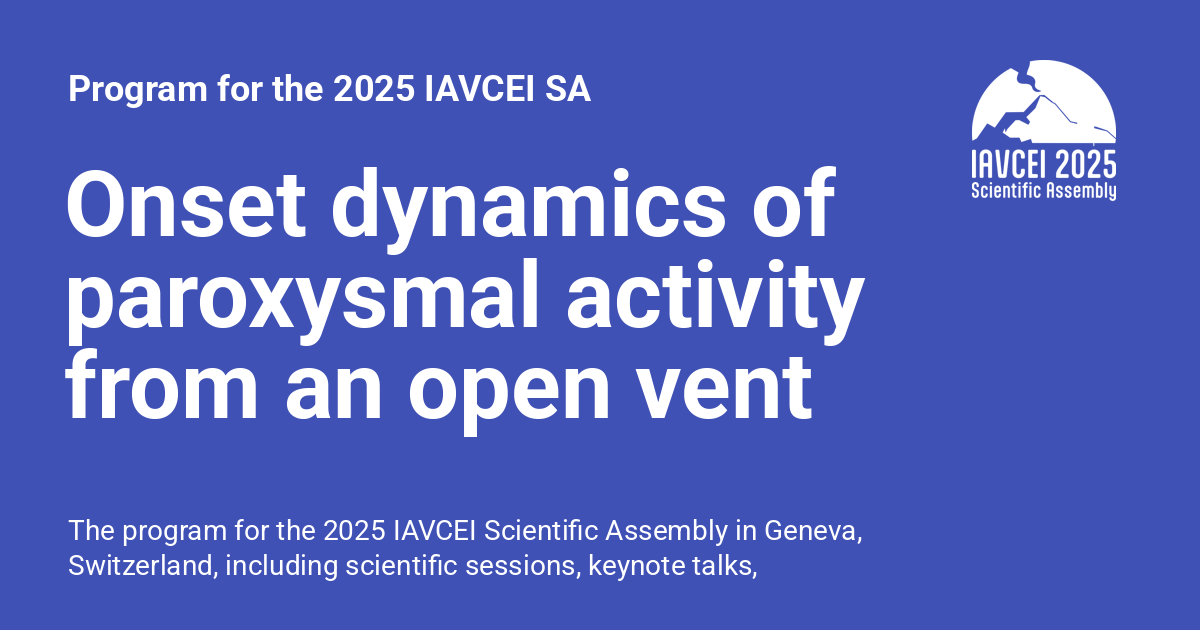 Program for the 2025 IAVCEI SA
IAVCEI 2025
Scientific Assembly
Onset dynamics of
paroxysmal activity
from an open vent
The program for the 2025 IAVCEI Scientific Assembly in Geneva,
Switzerland, including scientific sessions, keynote talks,